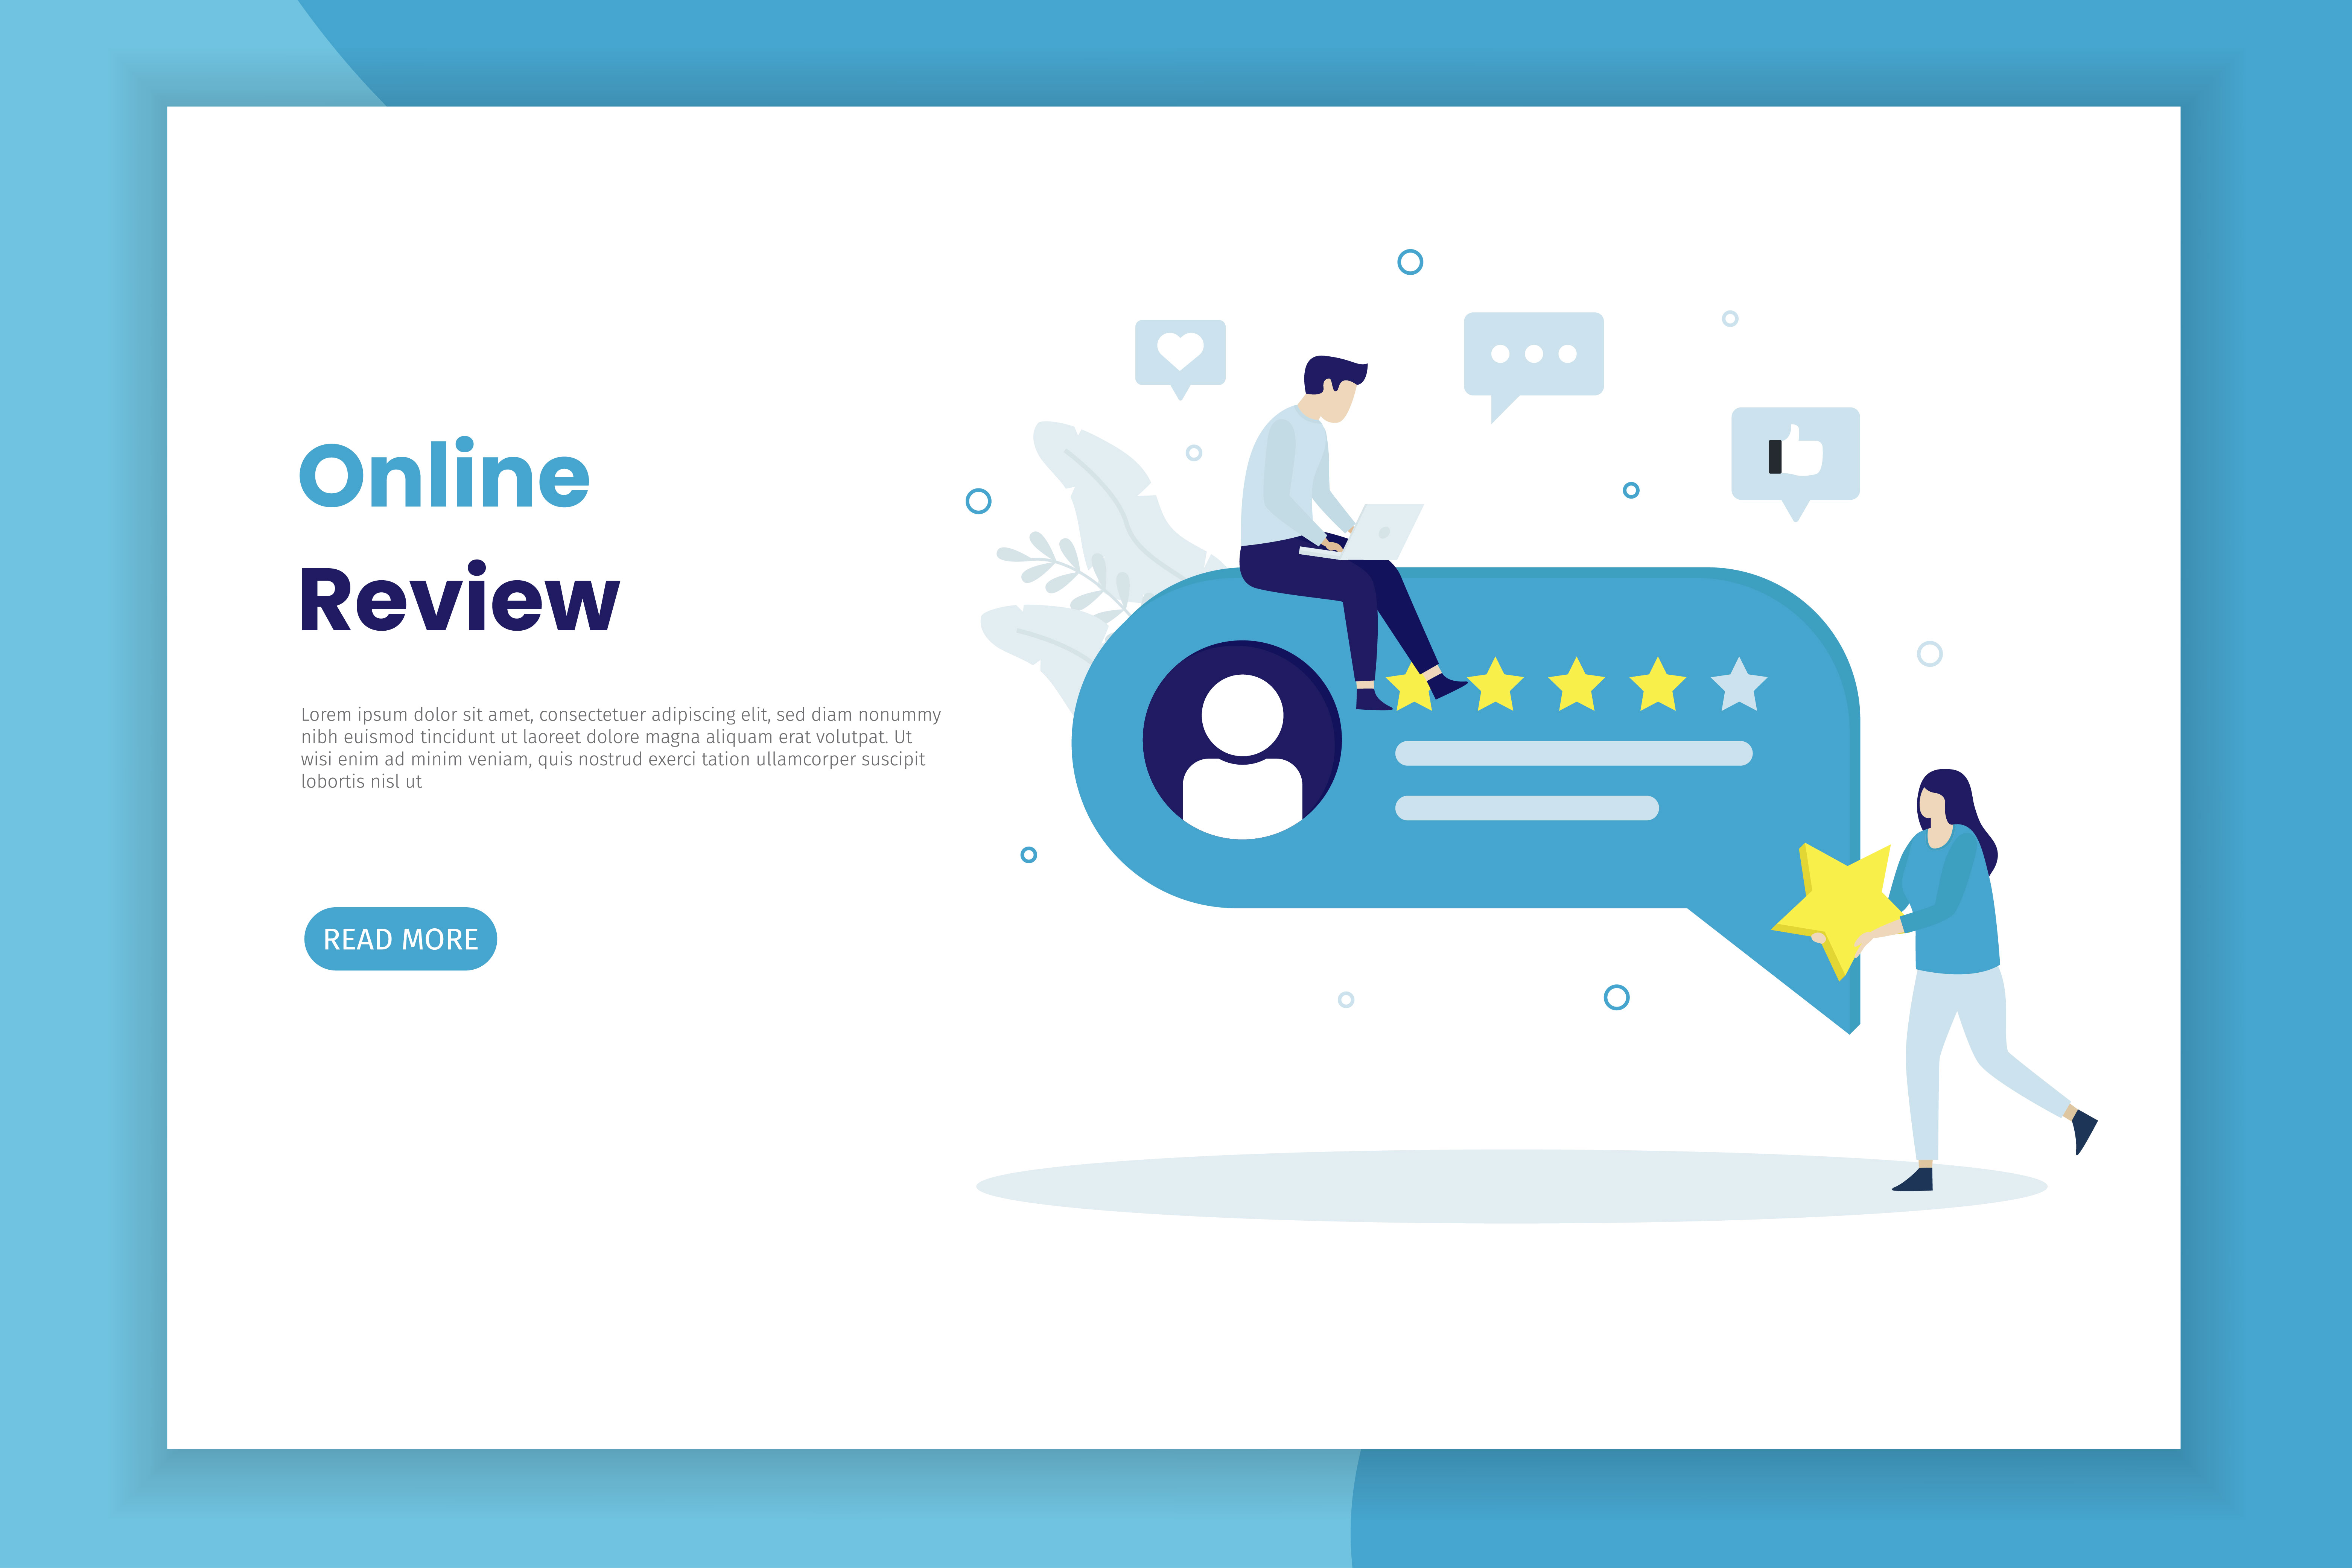 Online
Review
Lorem ipsum dolor sit amet, consectetuer adipiscing elit, sed diam nonummy
nibh euismod tincidunt ut laoreet dolore magna aliquam erat volutpat. Ut
wisi enim ad minim veniam, quis nostrud exerci tation ullamcorper suscipit
lobortis nisl ut
READ MORE